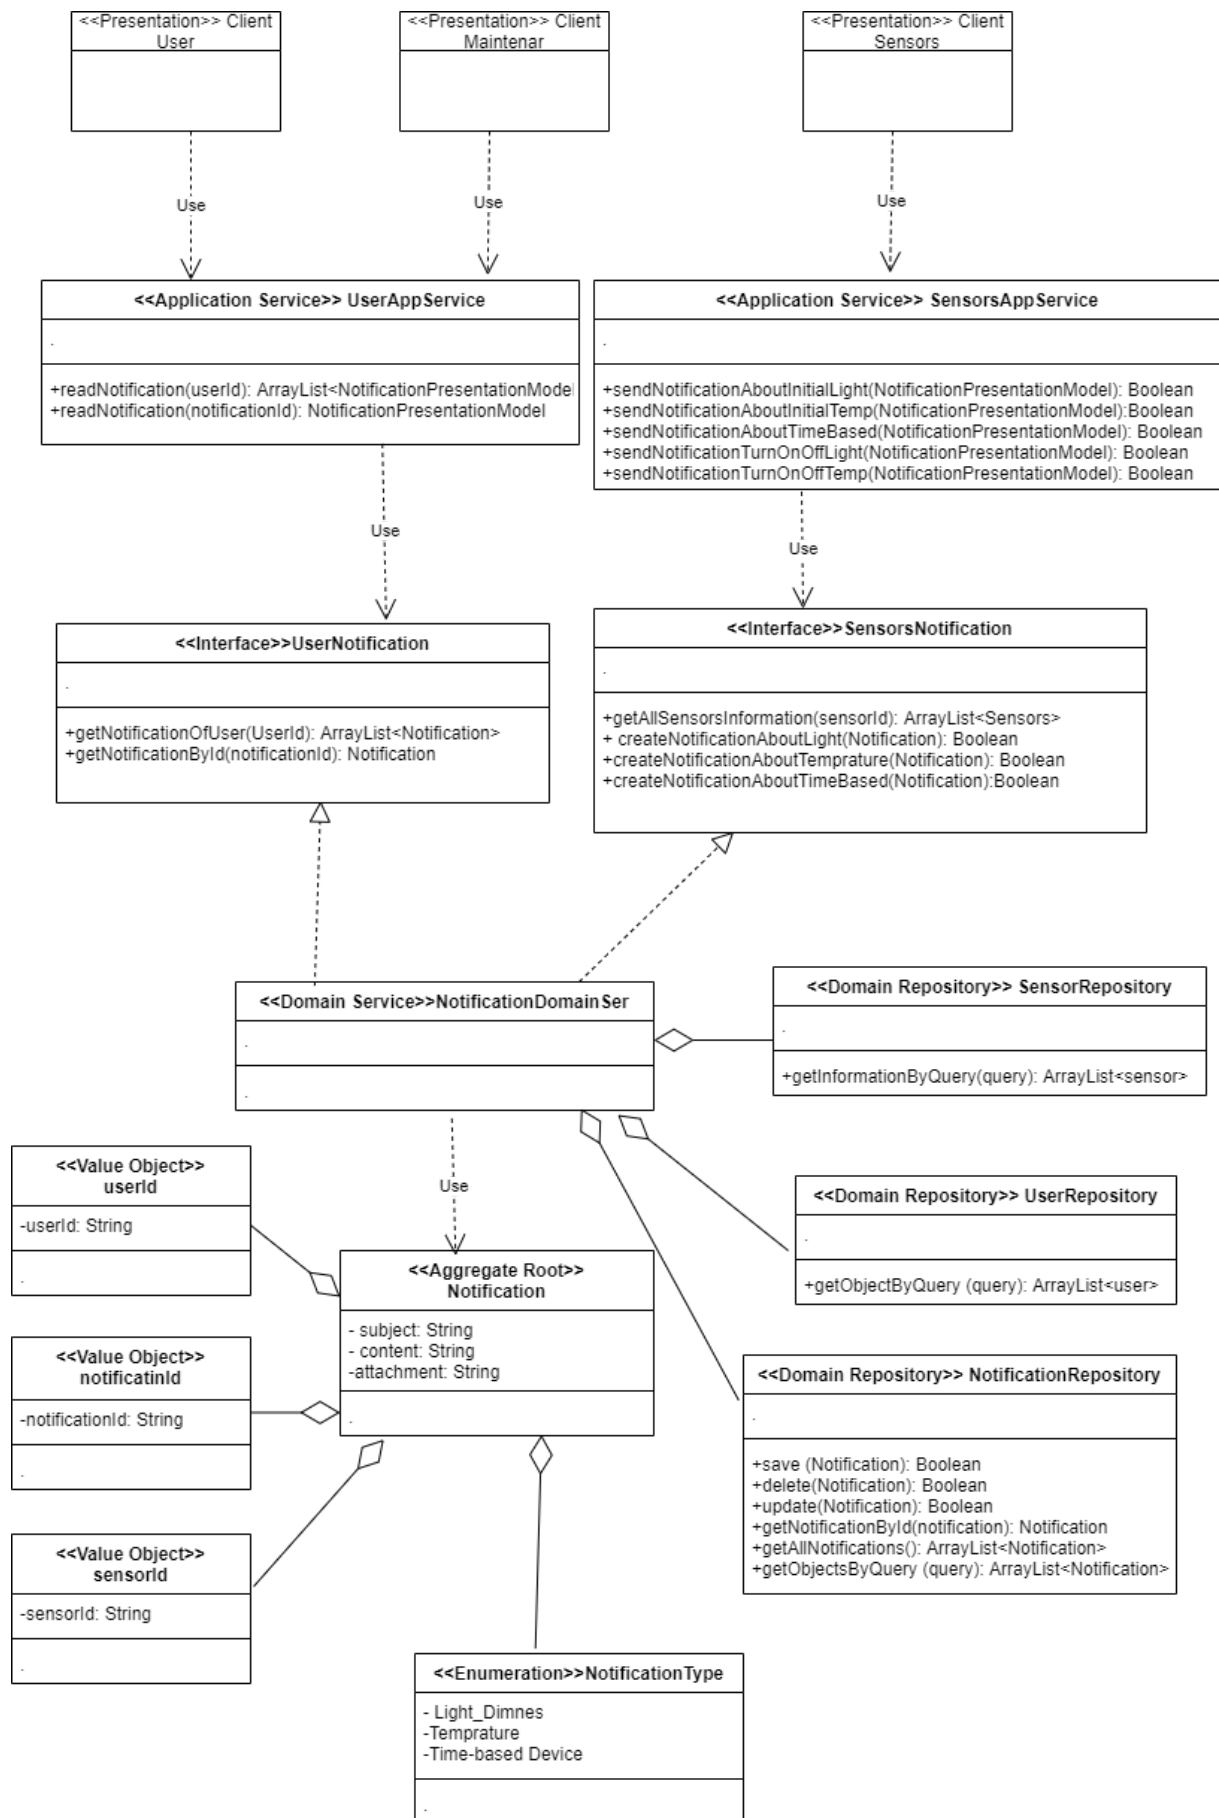 <<Presentation>> Client
User
<<Presentation>> Client
Maintenar
<<Presentation>> Client
Sensors
Use
Use
Use
<<Application Service>> UserAppService
.
+readNotification(userId): ArrayList<NotificationPresentationModel
+readNotification(notificationId): NotificationPresentationModel
<<Application Service>> SensorsAppService
.
+sendNotificationAboutInitialLight(NotificationPresentationModel): Boolean
+sendNotificationAboutInitialTemp(NotificationPresentationModel):Boolean
+sendNotificationAboutTimeBased(NotificationPresentationModel): Boolean
+sendNotificationTurnOnOffLight(NotificationPresentationModel): Boolean
+sendNotificationTurnOnOffTemp(NotificationPresentationModel): Boolean
Use
Use
<<Interface>>UserNotification
.
+getNotificationOfUser(UserId): ArrayList<Notification>
+getNotificationById(notificationId): Notification
<<Interface>>SensorsNotification
.
+getAllSensorsInformation(sensorId): ArrayList<Sensors>
+ createNotificationAboutLight(Notification): Boolean
+createNotificationAboutTemprature(Notification): Boolean
+createNotificationAboutTimeBased(Notification):Boolean
<<Domain Service>>NotificationDomainSer
.
.
<<Domain Repository>> SensorRepository
.
+getInformationByQuery(query): ArrayList<sensor>
Use
<<Value Object>>
userId
-userId: String
.
<<Domain Repository>> UserRepository
.
+getObjectByQuery (query): ArrayList<user>
<<Aggregate Root>>
Notification
- subject: String
- content: String
-attachment: String
.
<<Value Object>>
notificatinId
-notificationId: String
.
<<Domain Repository>> NotificationRepository
.
+save (Notification): Boolean
+delete(Notification): Boolean
+update(Notification): Boolean
+getNotificationById(notification): Notification
+getAllNotifications(): ArrayList<Notification>
+getObjectsByQuery (query): ArrayList<Notification>
<<Value Object>>
sensorId
-sensorId: String
.
<<Enumeration>>NotificationType
- Light_Dimnes
-Temprature
-Time-based Device
.